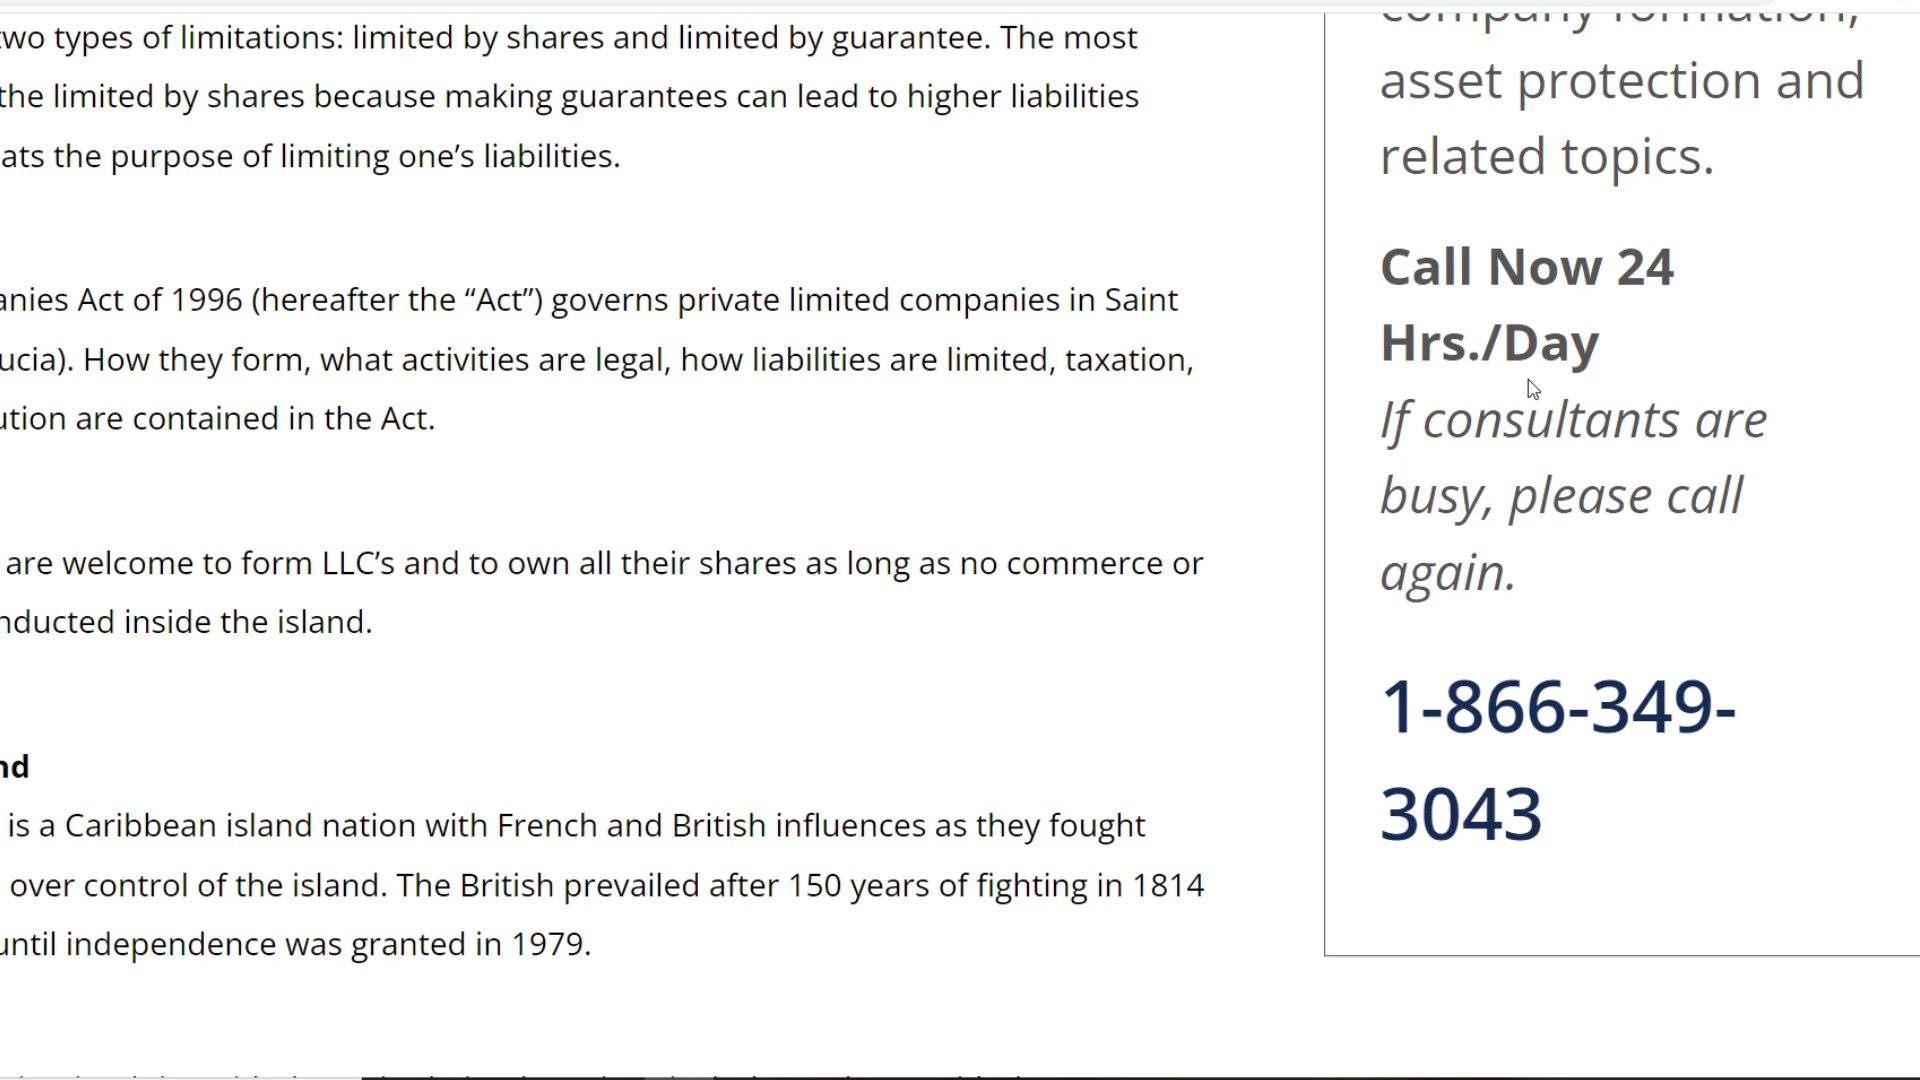 two types of limitations: limited by shares and limited by guarantee. The most
the limited by shares because making guarantees can lead to higher liabilities
ats the purpose of limiting one’s liabilities.
anies Act of 1996 (hereafter the “Act”) governs private limited companies in Saint
ucia). How they form, what activities are legal, how liabilities are limited, taxation,
ution are contained in the Act.
are welcome to form LLC’s and to own all their shares as long as no commerce or
nducted inside the island.
nd
is a Caribbean island nation with French and British influences as they fought
over control of the island. The British prevailed after 150 years of fighting in 1814
until independence was granted in 1979.
company formation,
asset protection and
related topics.
Call Now 24
Hrs./Day
If consultants are
busy, please call
again.
1-866-349-
3043